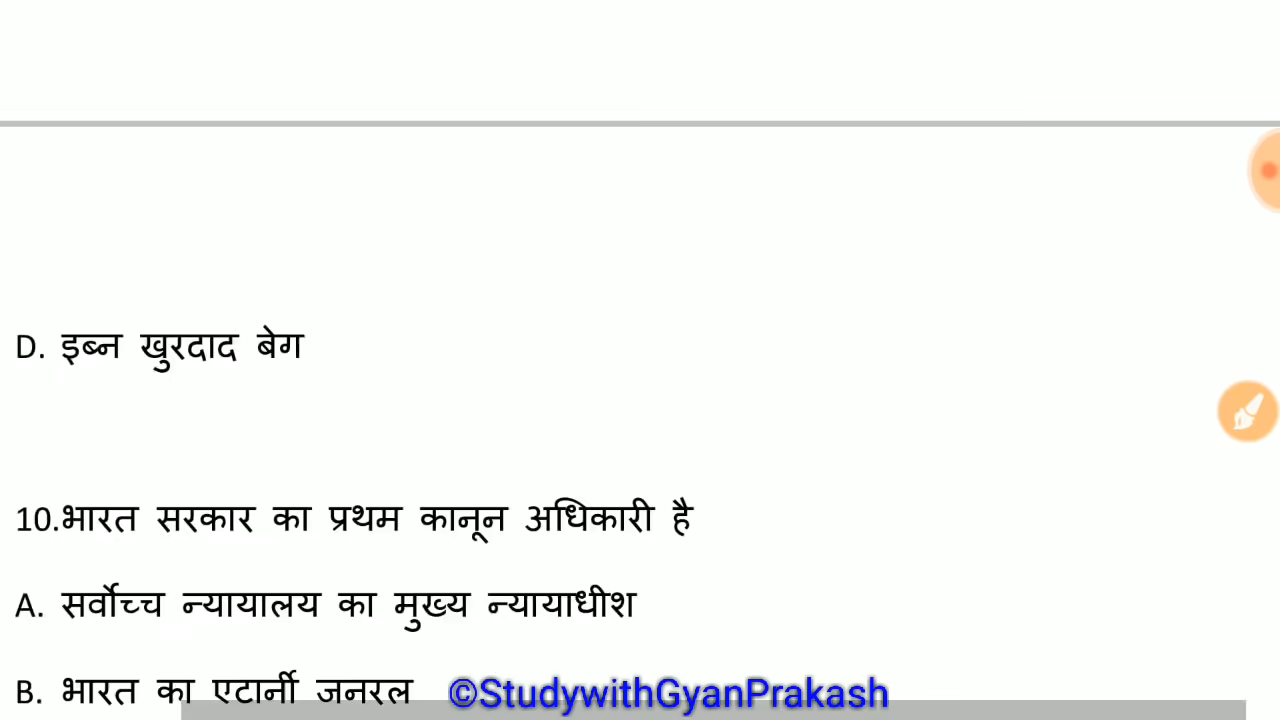 D. इब्न खुरदाद बेग
10.भारत सरकार का प्रथम कानून अधिकारी है
A. सर्वोच्च न्यायालय का मुख्य न्यायाधीश
B. भारत का एटार्नी जनरल ©StudywithGyanPrakash